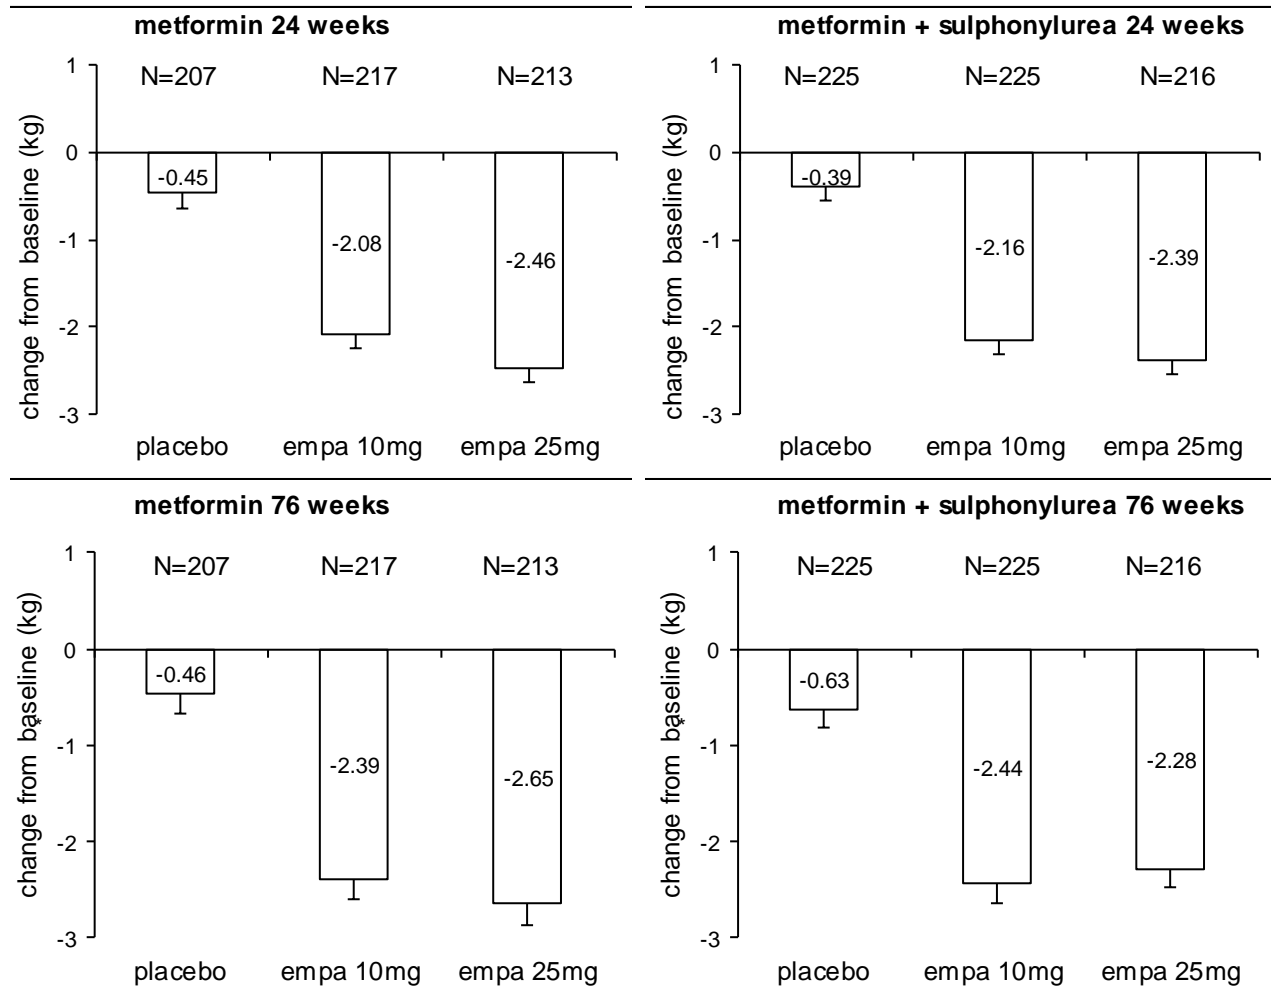 metformin 24 weeks
N=207 N=217 N=213
change from baseline (kg)
1
0
-1
-2
-3
-0.45
-2.08
-2.46
placebo empa 10mg empa 25mg
metformin + sulphonylurea 24 weeks
N=225 N=225 N=216
change from baseline (kg)
1
0
-1
-2
-3
-0.39
-2.16
-2.39
placebo empa 10mg empa 25mg
metformin 76 weeks
N=207 N=217 N=213
change from baseline (kg)
*
1
0
-1
-2
-3
-0.46
-2.39
-2.65
placebo empa 10mg empa 25mg
metformin + sulphonylurea 76 weeks
N=225 N=225 N=216
change from baseline (kg)
*
1
0
-1
-2
-3
-0.63
-2.44
-2.28
placebo empa 10mg empa 25mg